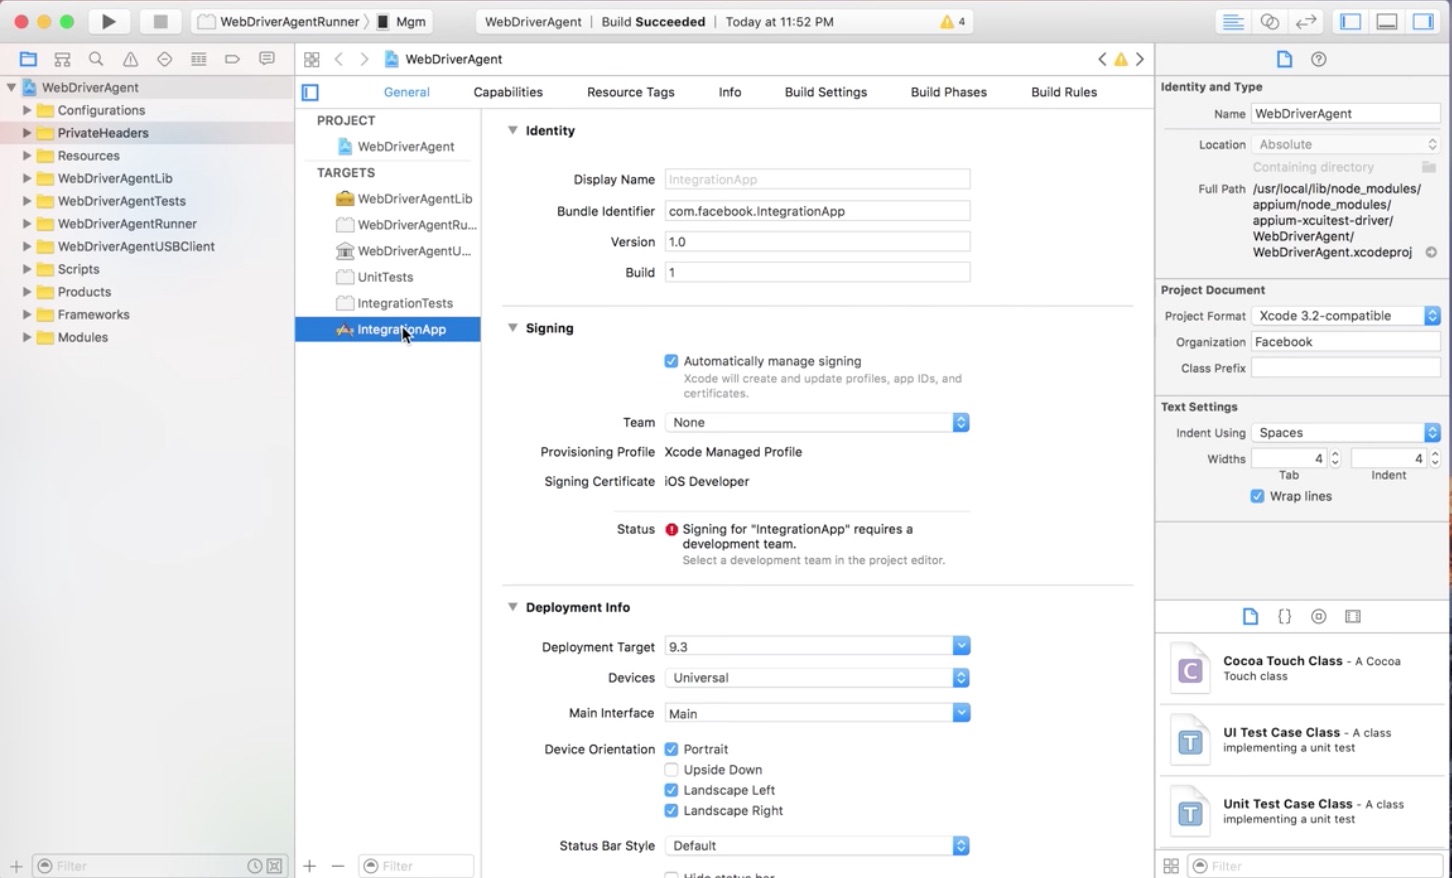 WebDriverAgentRunner
Mgm
WebDriverAgent
Build Succeeded
Today at 11:52 PM
4
WebDriverAgent
WebDriverAgent
Configurations
PrivateHeaders
Resources
WebDriverAgentLib
WebDriverAgentTests
WebDriverAgentRunner
WebDriverAgentUSBClient
Scripts
Products
Frameworks
Modules
Filter
General
Capabilities
Resource Tags
Info
Build Settings
Build Phases
Build Rules
PROJECT
WebDriverAgent
TARGETS
WebDriverAgentLib
WebDriverAgentRu...
WebDriverAgentU...
UnitTests
IntegrationTests
IntegrationApp
Filter
Identity
Display Name
IntegrationApp
Bundle Identifier
com.facebook.IntegrationApp
Version
1.0
Build
1
Signing
Automatically manage signing
Xcode will create and update profiles, app IDs, and
certificates.
Team
None
Provisioning Profile
Xcode Managed Profile
Signing Certificate
iOS Developer
Status
Signing for "IntegrationApp" requires a
development team.
Select a development team in the project editor.
Deployment Info
Deployment Target
9.3
Devices
Universal
Main Interface
Main
Device Orientation
Portrait
Upside Down
Landscape Left
Landscape Right
Status Bar Style
Default
Hide status bar
Identity and Type
Name
WebDriverAgent
Location
Absolute
Containing directory
Full Path
/usr/local/lib/node_modules/
appium/node_modules/
appium-xcuitest-driver/
WebDriverAgent/
WebDriverAgent.xcodeproj
Project Document
Project Format
Xcode 3.2-compatible
Organization
Facebook
Class Prefix
Text Settings
Indent Using
Spaces
Widths
4
4
Tab
Indent
Wrap lines
{}
C
Cocoa Touch Class - A Cocoa
Touch class
T
UI Test Case Class - A class
implementing a unit test
T
Unit Test Case Class - A class
implementing a unit test
Filter